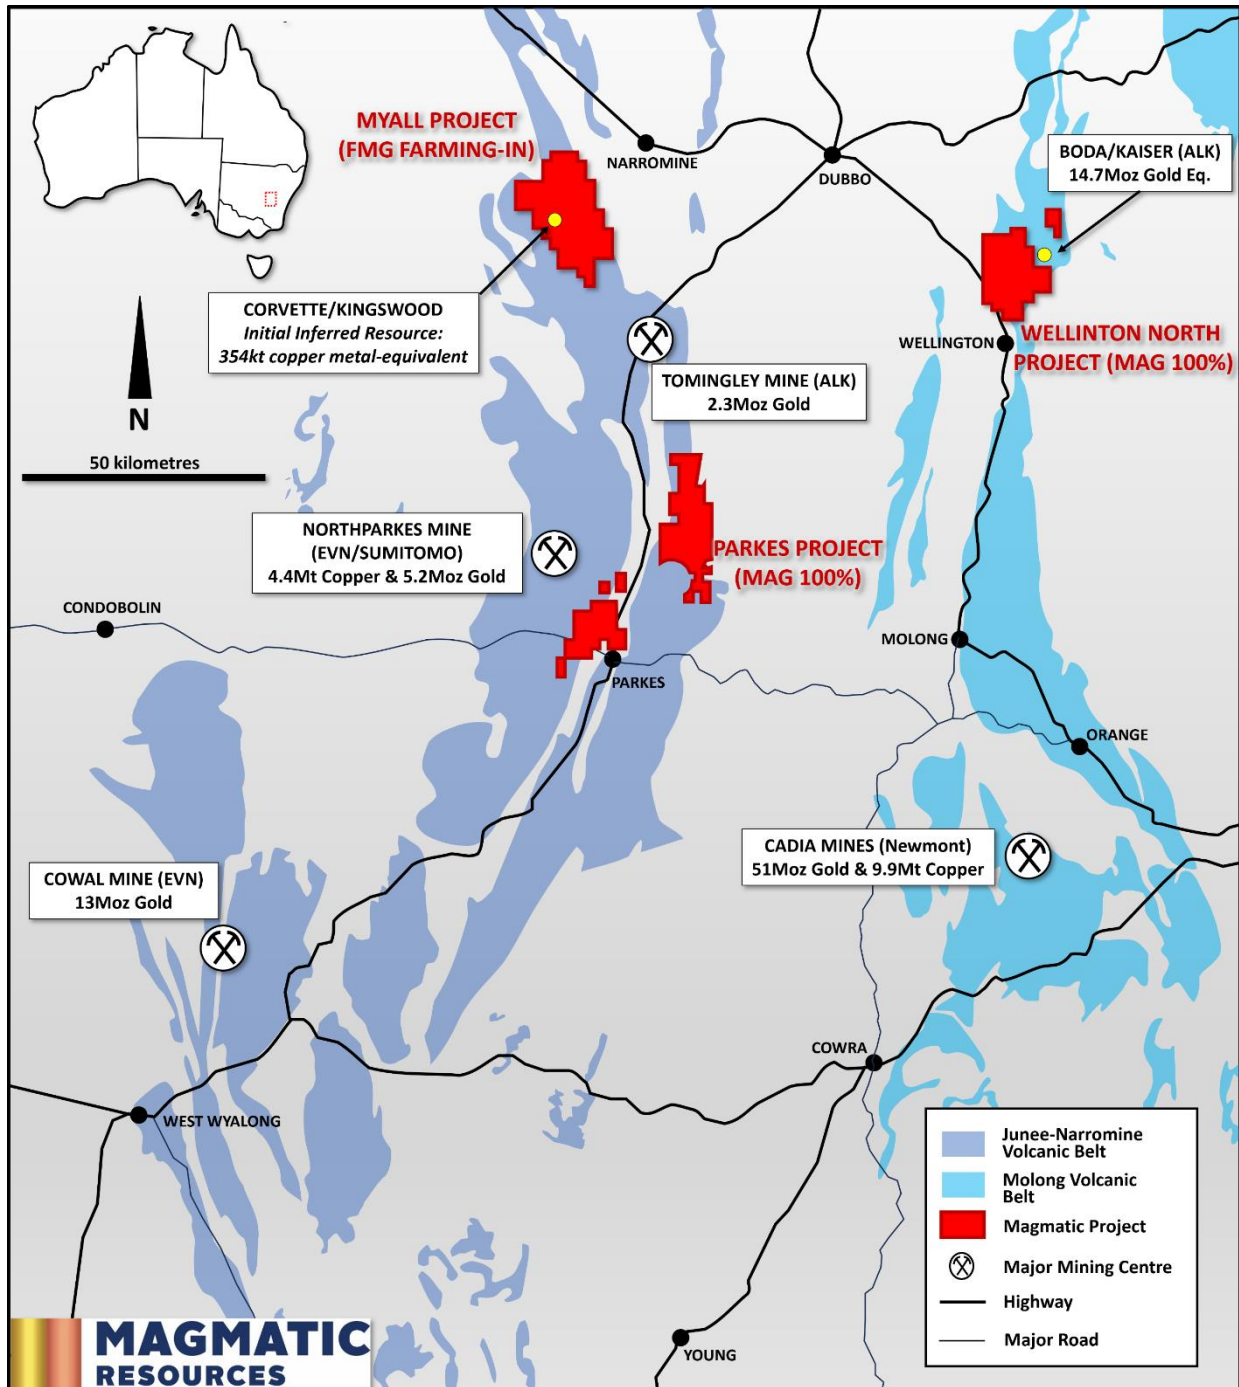 MYALL PROJECT
(FMG FARMING-IN)
NARROMINE
DUBBO
BODA/KAISER (ALK)
14.7Moz Gold Eq.
CORVETTE/KINGSWOOD
Initial Inferred Resource:
354kt copper metal-equivalent
WELLINGTON
WELLINTON NORTH
PROJECT (MAG 100%)
TOMINGLEY MINE (ALK)
2.3Moz Gold
N
50 kilometres
NORTHPARKES MINE
(EVN/SUMITOMO)
4.4Mt Copper & 5.2Moz Gold
PARKES PROJECT
(MAG 100%)
CONDOBOLIN
MOLONG
PARKES
ORANGE
CADIA MINES (Newmont)
51Moz Gold & 9.9Mt Copper
COWAL MINE (EVN)
13Moz Gold
COWRA
WEST WYALONG
Junee-Narromine
Volcanic Belt
Molong Volcanic
Belt
Magmatic Project
Major Mining Centre
Highway
Major Road
YOUNG
MAGMATIC
RESOURCES